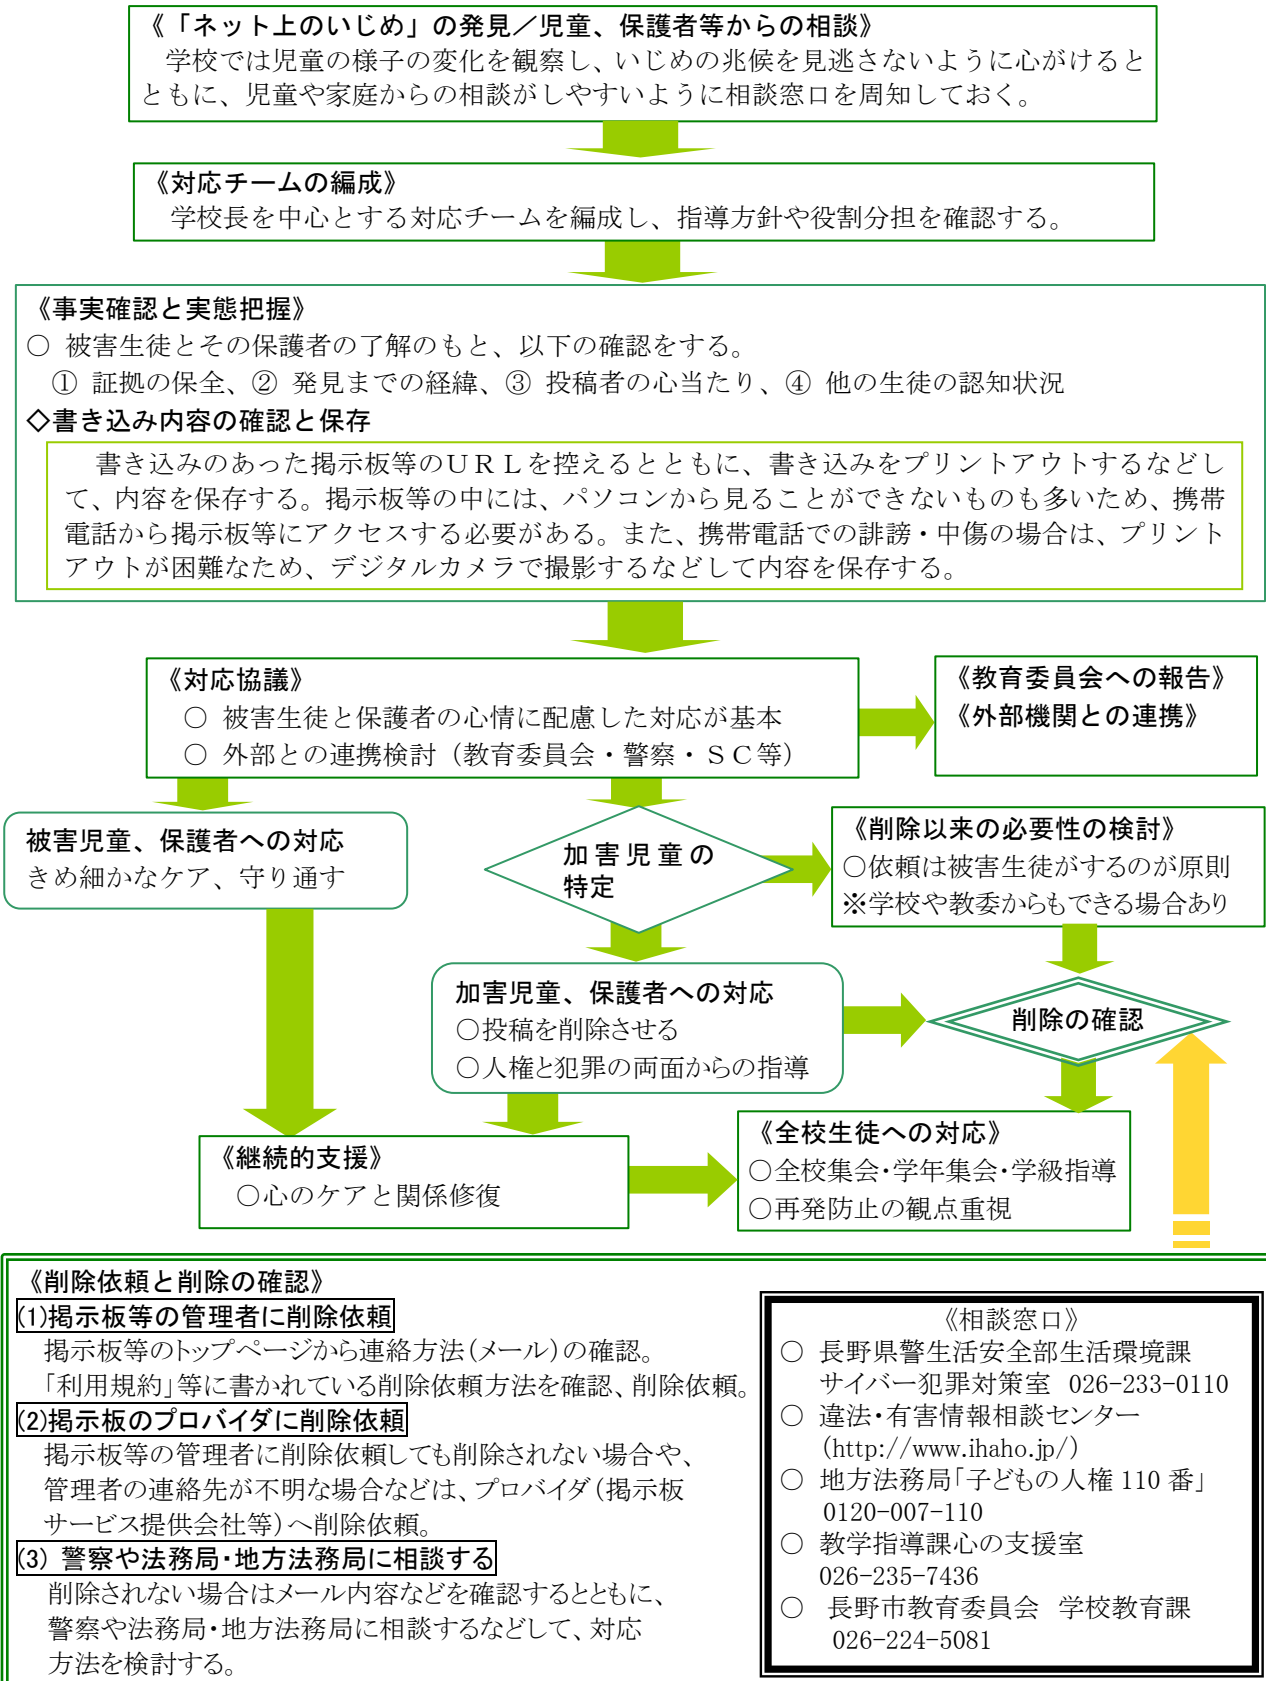 《「ネット上のいじめ」の発見／児童、保護者等からの相談》
学校では児童の様子の変化を観察し、いじめの兆候を見逃さないように心がけると
ともに、児童や家庭からの相談がしやすいように相談窓口を周知しておく。
《対応チームの編成》
学校長を中心とする対応チームを編成し、指導方針や役割分担を確認する。
《事実確認と実態把握》
○ 被害生徒とその保護者の了解のもと、以下の確認をする。
① 証拠の保全、② 発見までの経緯、③ 投稿者の心当たり、④ 他の生徒の認知状況
◇書き込み内容の確認と保存
書き込みのあった掲示板等のＵＲＬを控えるとともに、書き込みをプリントアウトするなどし
て、内容を保存する。掲示板等の中には、パソコンから見ることができないものも多いため、携帯
電話から掲示板等にアクセスする必要がある。また、携帯電話での誹謗・中傷の場合は、プリント
アウトが困難なため、デジタルカメラで撮影するなどして内容を保存する。
《対応協議》
○ 被害生徒と保護者の心情に配慮した対応が基本
○ 外部との連携検討（教育委員会・警察・ＳＣ等）
《教育委員会への報告》
《外部機関との連携》
被害児童、保護者への対応
きめ細かなケア、守り通す
加害児童の
特定
《削除以来の必要性の検討》
○依頼は被害生徒がするのが原則
※学校や教委からもできる場合あり
加害児童、保護者への対応
○投稿を削除させる
○人権と犯罪の両面からの指導
削除の確認
《継続的支援》
○心のケアと関係修復
《全校生徒への対応》
○全校集会・学年集会・学級指導
○再発防止の観点重視
《削除依頼と削除の確認》
(1)掲示板等の管理者に削除依頼
掲示板等のトップページから連絡方法（メール）の確認。
「利用規約」等に書かれている削除依頼方法を確認、削除依頼。
(2)掲示板のプロバイダに削除依頼
掲示板等の管理者に削除依頼しても削除されない場合や、
管理者の連絡先が不明な場合などは、プロバイダ（掲示板
サービス提供会社等）へ削除依頼。
(3) 警察や法務局・地方法務局に相談する
削除されない場合はメール内容などを確認するとともに、
警察や法務局・地方法務局に相談するなどして、対応
方法を検討する。
《相談窓口》
○ 長野県警生活安全部生活環境課
サイバー犯罪対策室 026-233-0110
○ 違法・有害情報相談センター
(http://www.ihaho.jp/)
○ 地方法務局「子どもの人権 110 番」
0120-007-110
○ 教学指導課心の支援室
026-235-7436
○ 長野市教育委員会 学校教育課
026-224-5081